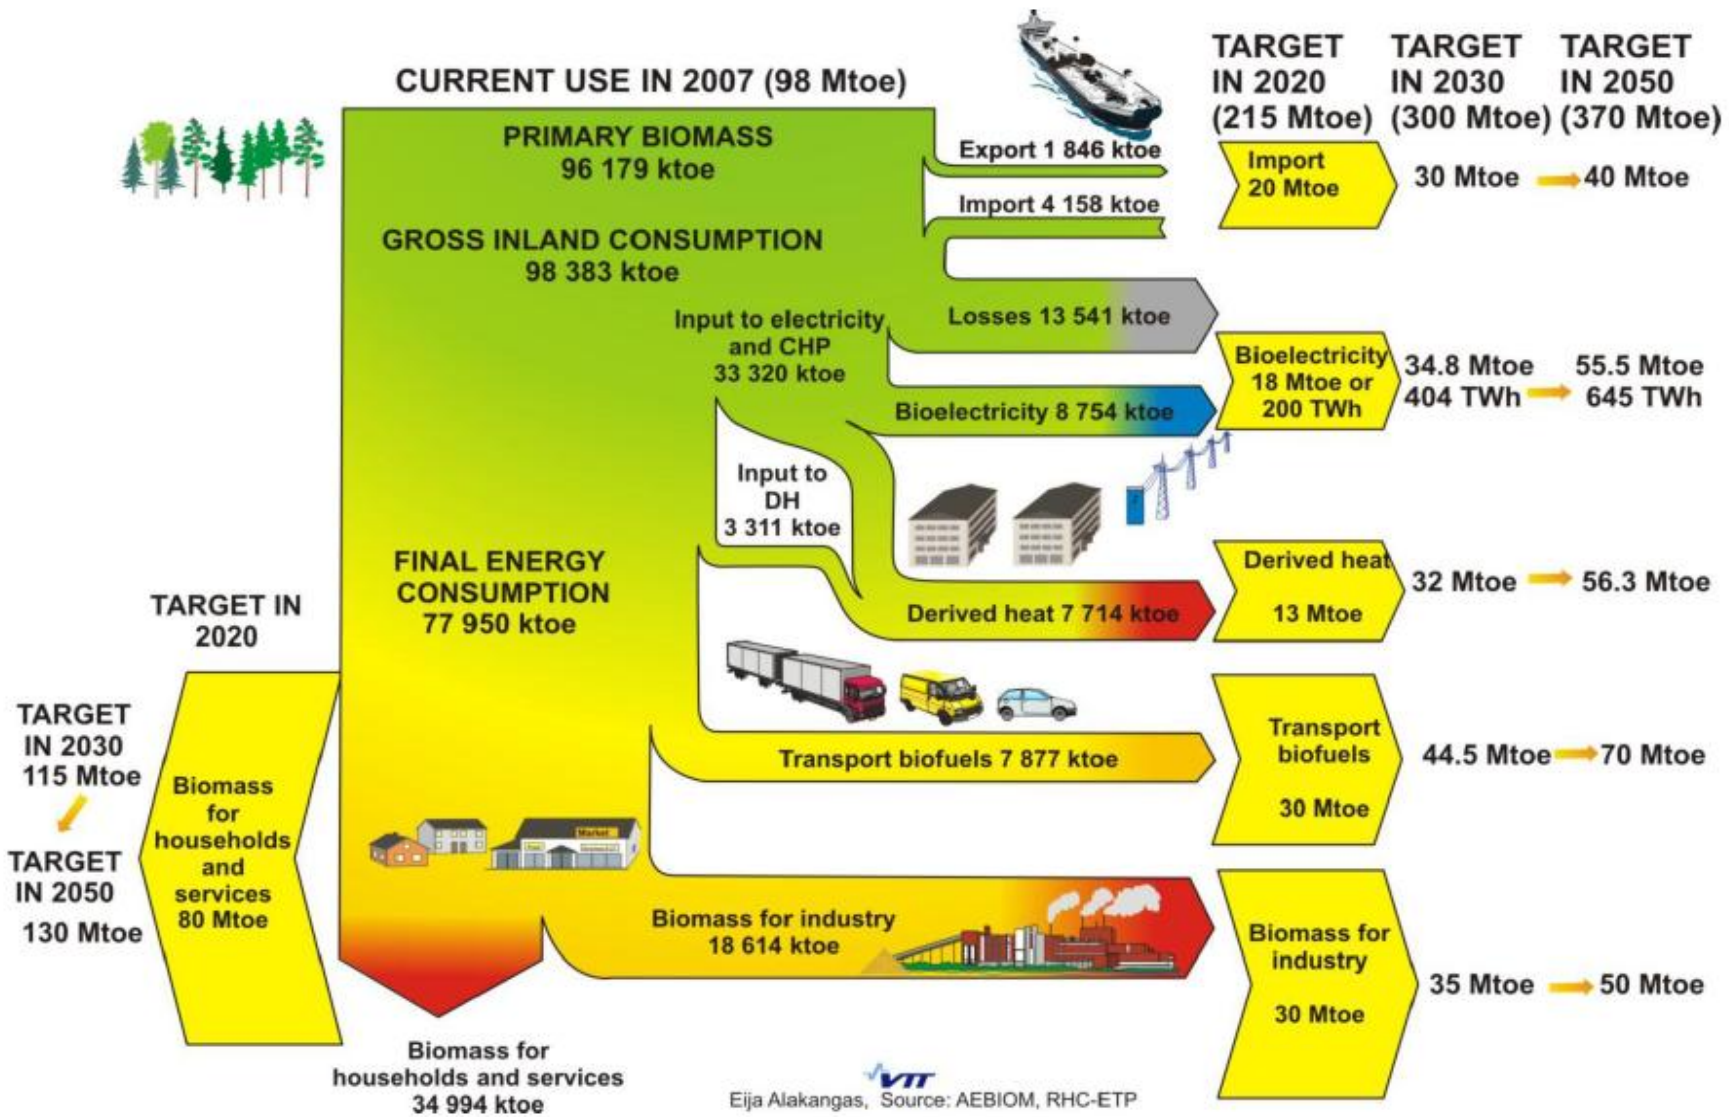 CURRENT USE IN 2007 (98 Mtoe)
TARGET
IN 2020
(215 Mtoe)
TARGET
IN 2030
(300 Mtoe)
TARGET
IN 2050
(370 Mtoe)
PRIMARY BIOMASS
96 179 ktoe
Export 1 846 ktoe
Import
20 Mtoe
30 Mtoe
40 Mtoe
Import 4 158 ktoe
GROSS INLAND CONSUMPTION
98 383 ktoe
Losses 13 541 ktoe
Input to electricity
and CHP
33 320 ktoe
Bioelectricity
18 Mtoe or
200 TWh
34.8 Mtoe
404 TWh
55.5 Mtoe
645 TWh
Bioelectricity 8 754 ktoe
Input to
DH
3 311 ktoe
FINAL ENERGY
CONSUMPTION
77 950 ktoe
Derived heat
13 Mtoe
32 Mtoe
56.3 Mtoe
Derived heat 7 714 ktoe
TARGET IN
2020
TARGET
IN 2030
115 Mtoe
TARGET
IN 2050
130 Mtoe
Biomass
for
households
and
services
80 Mtoe
Transport biofuels 7 877 ktoe
Transport
biofuels
30 Mtoe
44.5 Mtoe
70 Mtoe
Market
Biomass for industry
18 614 ktoe
Biomass for
industry
30 Mtoe
35 Mtoe
50 Mtoe
Biomass for
households and services
34 994 ktoe
VTT
Eija Alakangas, Source: AEBIOM, RHC-ETP